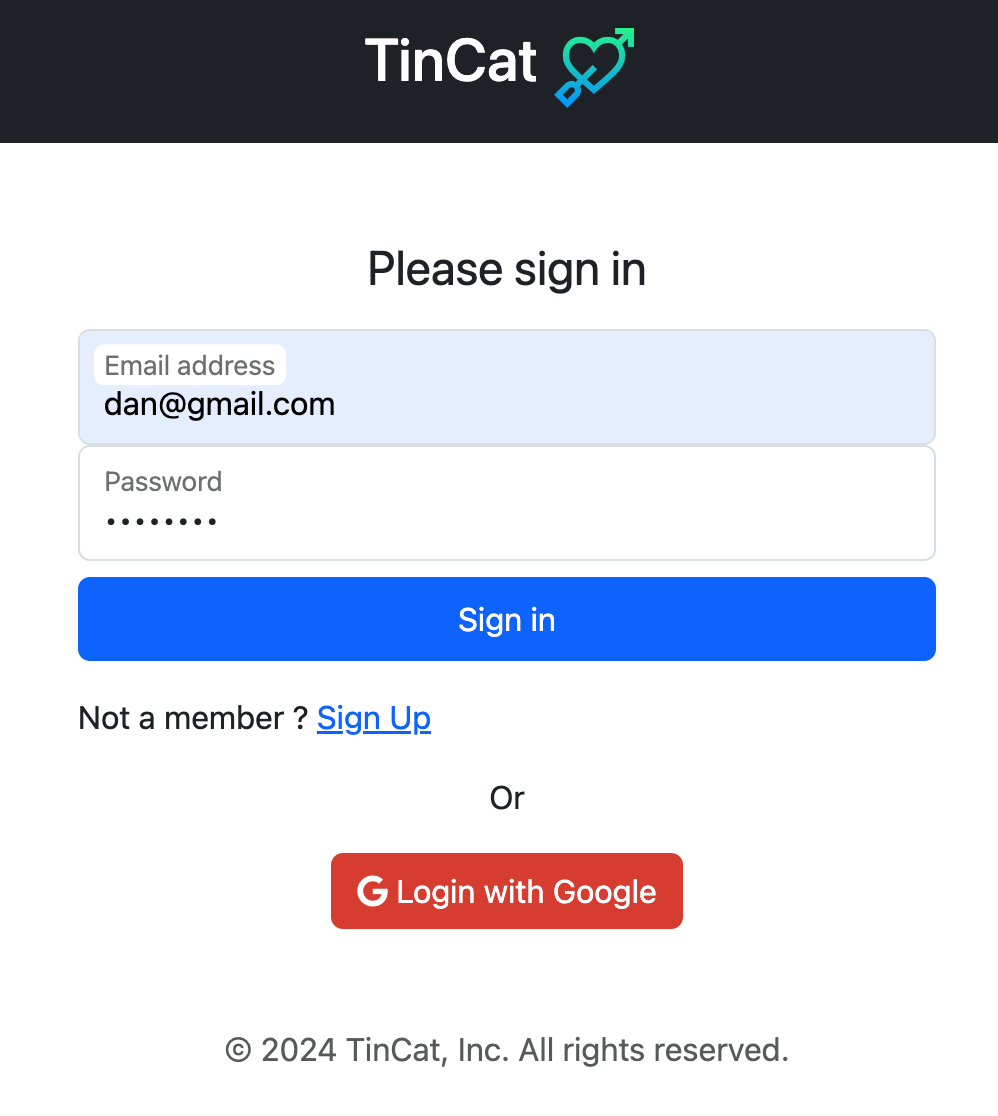 TinCat
Please sign in
Email address
dan@gmail.com
Password
••••••••
Sign in
Not a member ? Sign Up
Or
G Login with Google
© 2024 TinCat, Inc. All rights reserved.